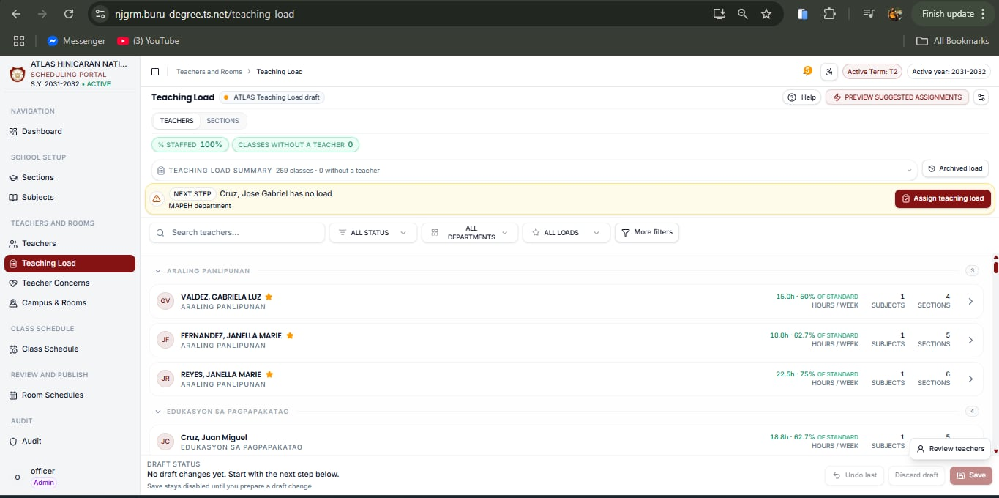 njgrm.buru-degree.ts.net/teaching-load
Finish update
Messenger
(3) YouTube
All Bookmarks
ATLAS HINIGARAN NATI...
SCHEDULING PORTAL
S.Y. 2031-2032 • ACTIVE
NAVIGATION
Dashboard
SCHOOL SETUP
Sections
Subjects
TEACHERS AND ROOMS
Teachers
Teaching Load
Teacher Concerns
Campus & Rooms
CLASS SCHEDULE
Class Schedule
REVIEW AND PUBLISH
Room Schedules
AUDIT
Audit
O
officer
Admin
Teachers and Rooms > Teaching Load
5
Active Term: T2
Active year: 2031-2032
Teaching Load
ATLAS Teaching Load draft
Help
PREVIEW SUGGESTED ASSIGNMENTS
TEACHERS
SECTIONS
% STAFFED 100%
CLASSES WITHOUT A TEACHER 0
TEACHING LOAD SUMMARY 259 classes · 0 without a teacher
Archived load
NEXT STEP Cruz, Jose Gabriel has no load
MAPEH department
Assign teaching load
Search teachers...
ALL STATUS
ALL
DEPARTMENTS
ALL LOADS
More filters
ARALING PANLIPUNAN
3
GV
VALDEZ, GABRIELA LUZ
ARALING PANLIPUNAN
15.0h · 50% OF STANDARD
HOURS / WEEK
1
SUBJECTS
4
SECTIONS
JF
FERNANDEZ, JANELLA MARIE
ARALING PANLIPUNAN
18.8h · 62.7% OF STANDARD
HOURS / WEEK
1
SUBJECTS
5
SECTIONS
JR
REYES, JANELLA MARIE
ARALING PANLIPUNAN
22.5h · 75% OF STANDARD
HOURS / WEEK
1
SUBJECTS
6
SECTIONS
EDUKASYON SA PAGPAPAKATAO
4
JC
Cruz, Juan Miguel
EDUKASYON SA PAGPAPAKATAO
18.8h · 62.7% OF STANDARD
HOURS / WEEK
1
SUBJECTS
5
Review teachers
DRAFT STATUS
No draft changes yet. Start with the next step below.
Save stays disabled until you prepare a draft change.
Undo last
Discard draft
Save